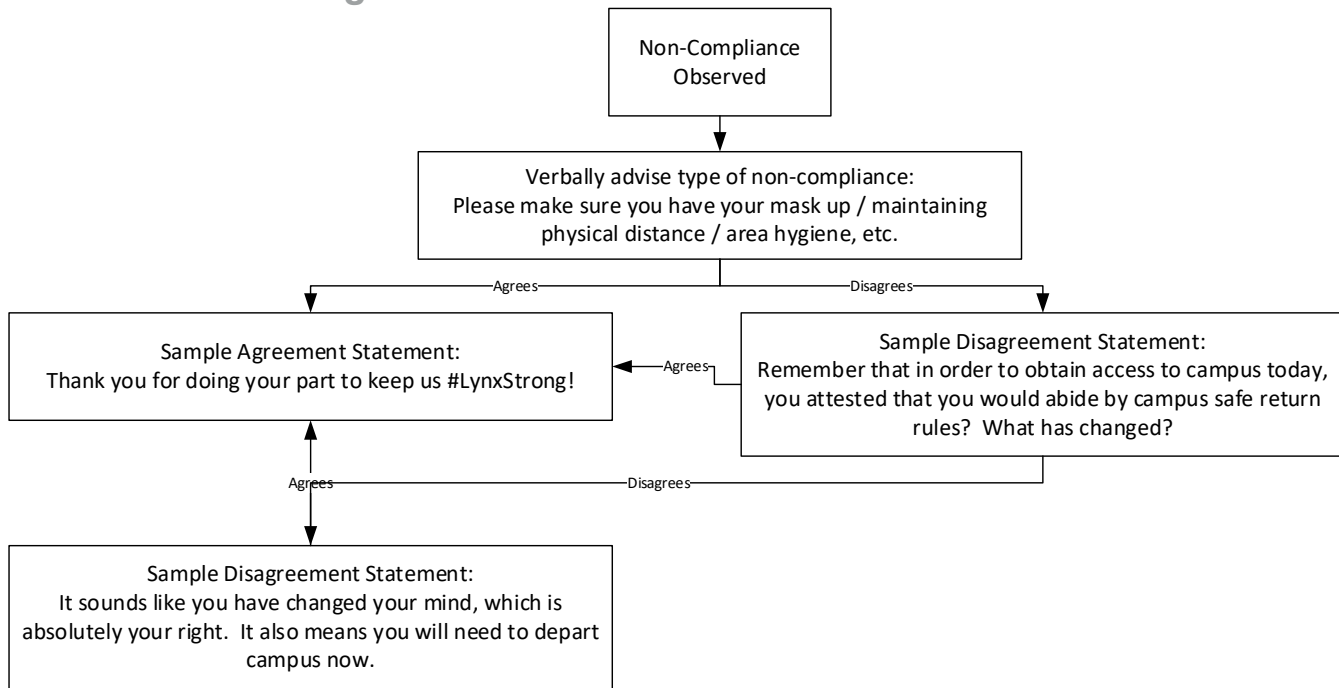 Non-Compliance
Observed
Verbally advise type of non-compliance:
Please make sure you have your mask up / maintaining
physical distance / area hygiene, etc.
Agrees
Disagrees
Sample Agreement Statement:
Thank you for doing your part to keep us #LynxStrong!
Agrees
Sample Disagreement Statement:
Remember that in order to obtain access to campus today,
you attested that you would abide by campus safe return
rules?  What has changed?
Agrees
Disagrees
Sample Disagreement Statement:
It sounds like you have changed your mind, which is
absolutely your right.  It also means you will need to depart
campus now.